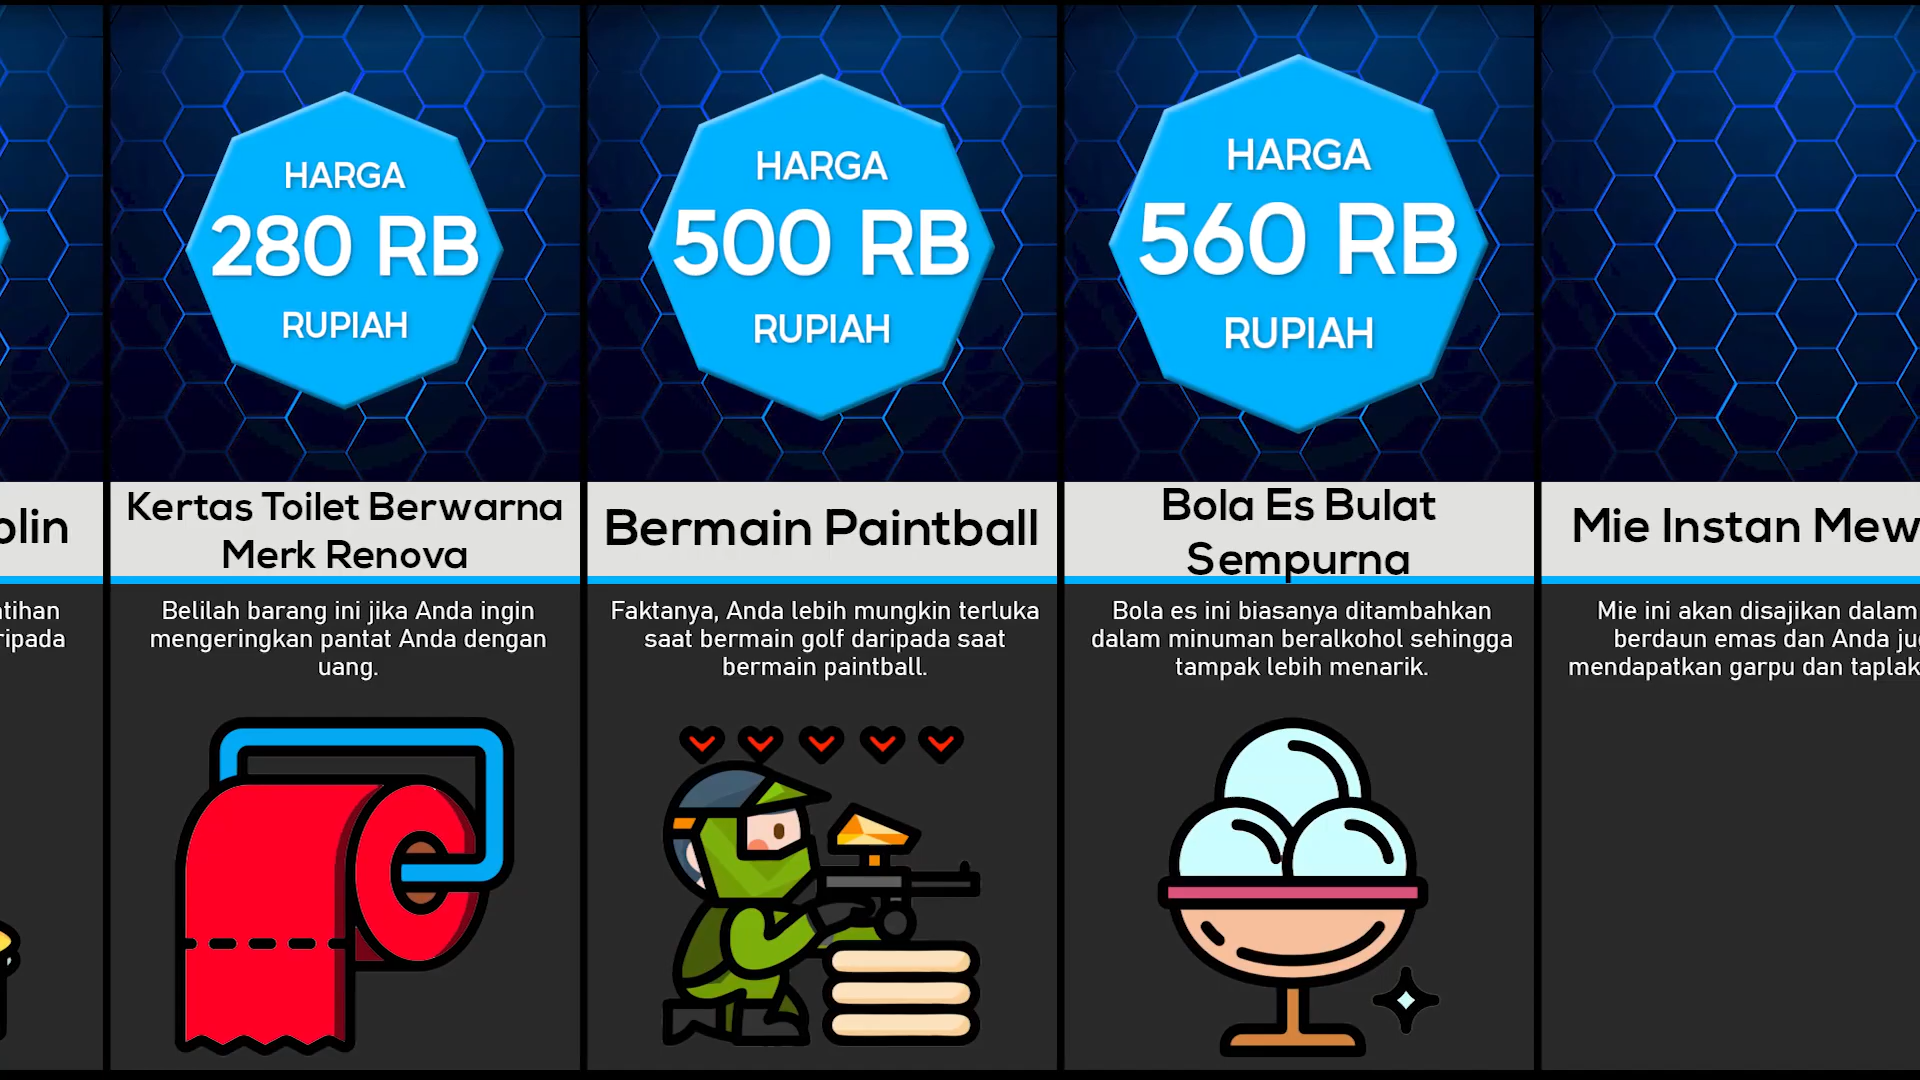 olin
tihan
ripada
HARGA
280 RB
RUPIAH
Kertas Toilet Berwarna
Merk Renova
Belilah barang ini jika Anda ingin
mengeringkan pantat Anda dengan
uang.
HARGA
500 RB
RUPIAH
Bermain Paintball
Faktanya, Anda lebih mungkin terluka
saat bermain golf daripada saat
bermain paintball.
HARGA
560 RB
RUPIAH
Bola Es Bulat
Sempurna
Bola es ini biasanya ditambahkan
dalam minuman beralkohol sehingga
tampak lebih menarik.
Mie Instan Mew
Mie ini akan disajikan dalam
berdaun emas dan Anda jug
mendapatkan garpu dan taplak